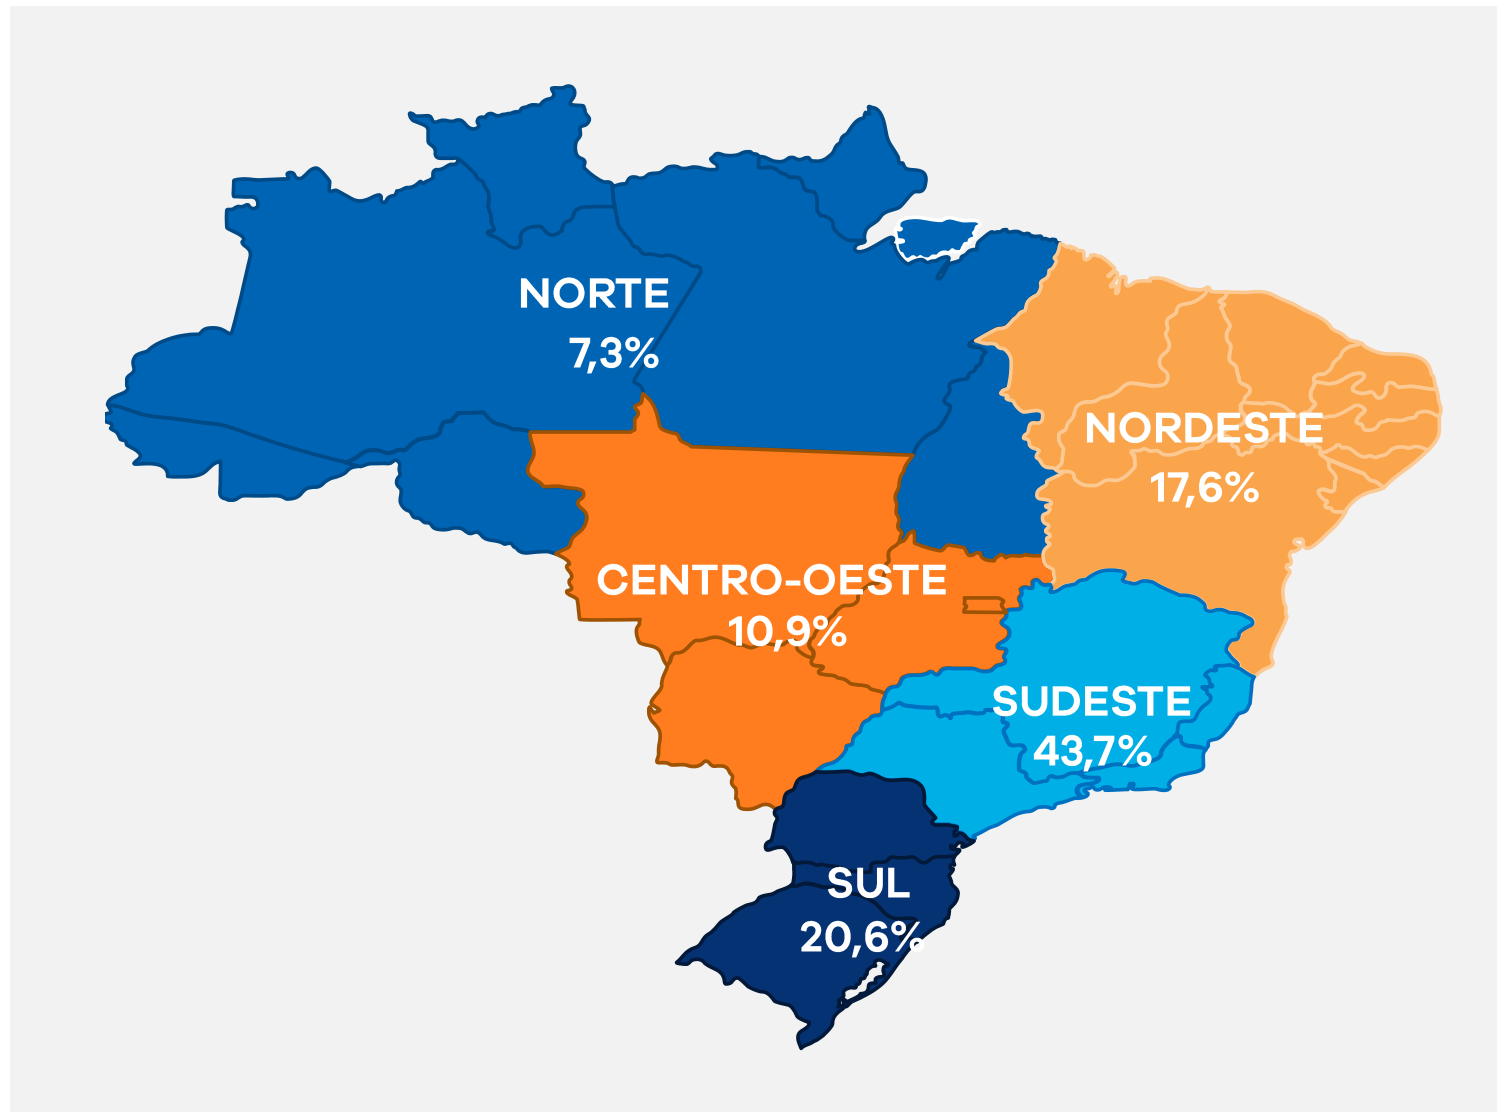 NORTE
7,3%
NORDESTE
17,6%
CENTRO-OESTE
10,9%
SUDESTE
43,7%
SUL
20,6%